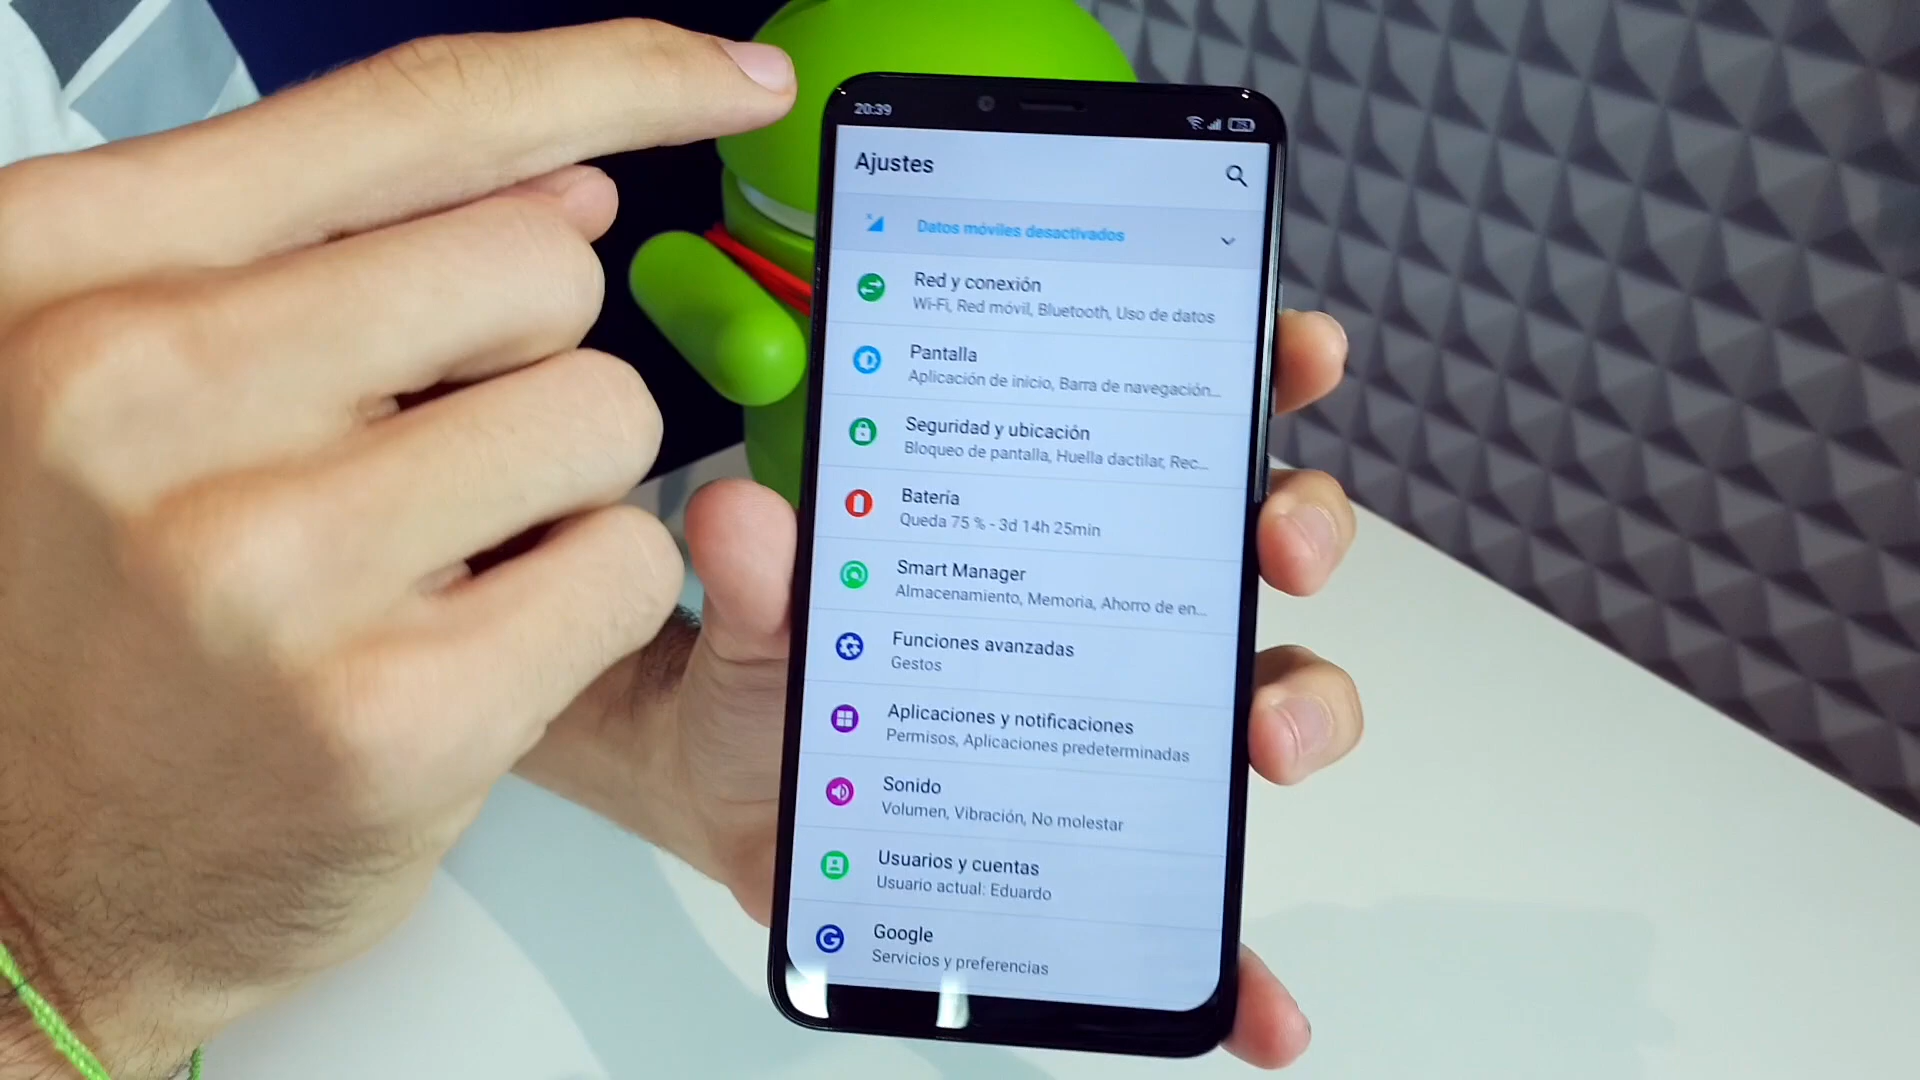 20:39
Ajustes
Datos móviles desactivados
Red y conexión
Wi-Fi, Red móvil, Bluetooth, Uso de datos
Pantalla
Aplicación de inicio, Barra de navegación...
Seguridad y ubicación
Bloqueo de pantalla, Huella dactilar, Rec...
Batería
Queda 75 % - 3d 14h 25min
Smart Manager
Almacenamiento, Memoria, Ahorro de en...
Funciones avanzadas
Gestos
Aplicaciones y notificaciones
Permisos, Aplicaciones predeterminadas
Sonido
Volumen, Vibración, No molestar
Usuarios y cuentas
Usuario actual: Eduardo
Google
Servicios y preferencias